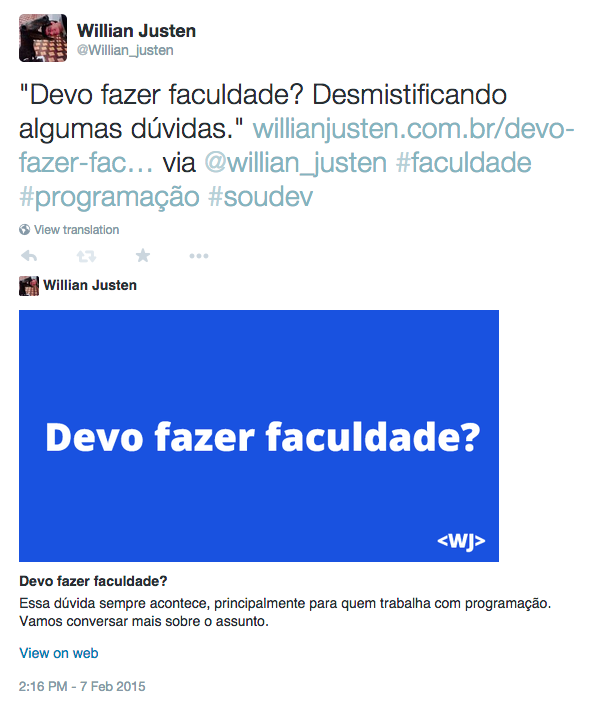 Willian Justen
@Willian_justen
"Devo fazer faculdade? Desmistificando
algumas dúvidas." willianjusten.com.br/devo-
fazer-fac… via @willian_justen #faculdade
#programação #soudev
View translation
Willian Justen
Devo fazer faculdade?
<WJ>
Devo fazer faculdade?
Essa dúvida sempre acontece, principalmente para quem trabalha com programação.
Vamos conversar mais sobre o assunto.
View on web
2:16 PM - 7 Feb 2015